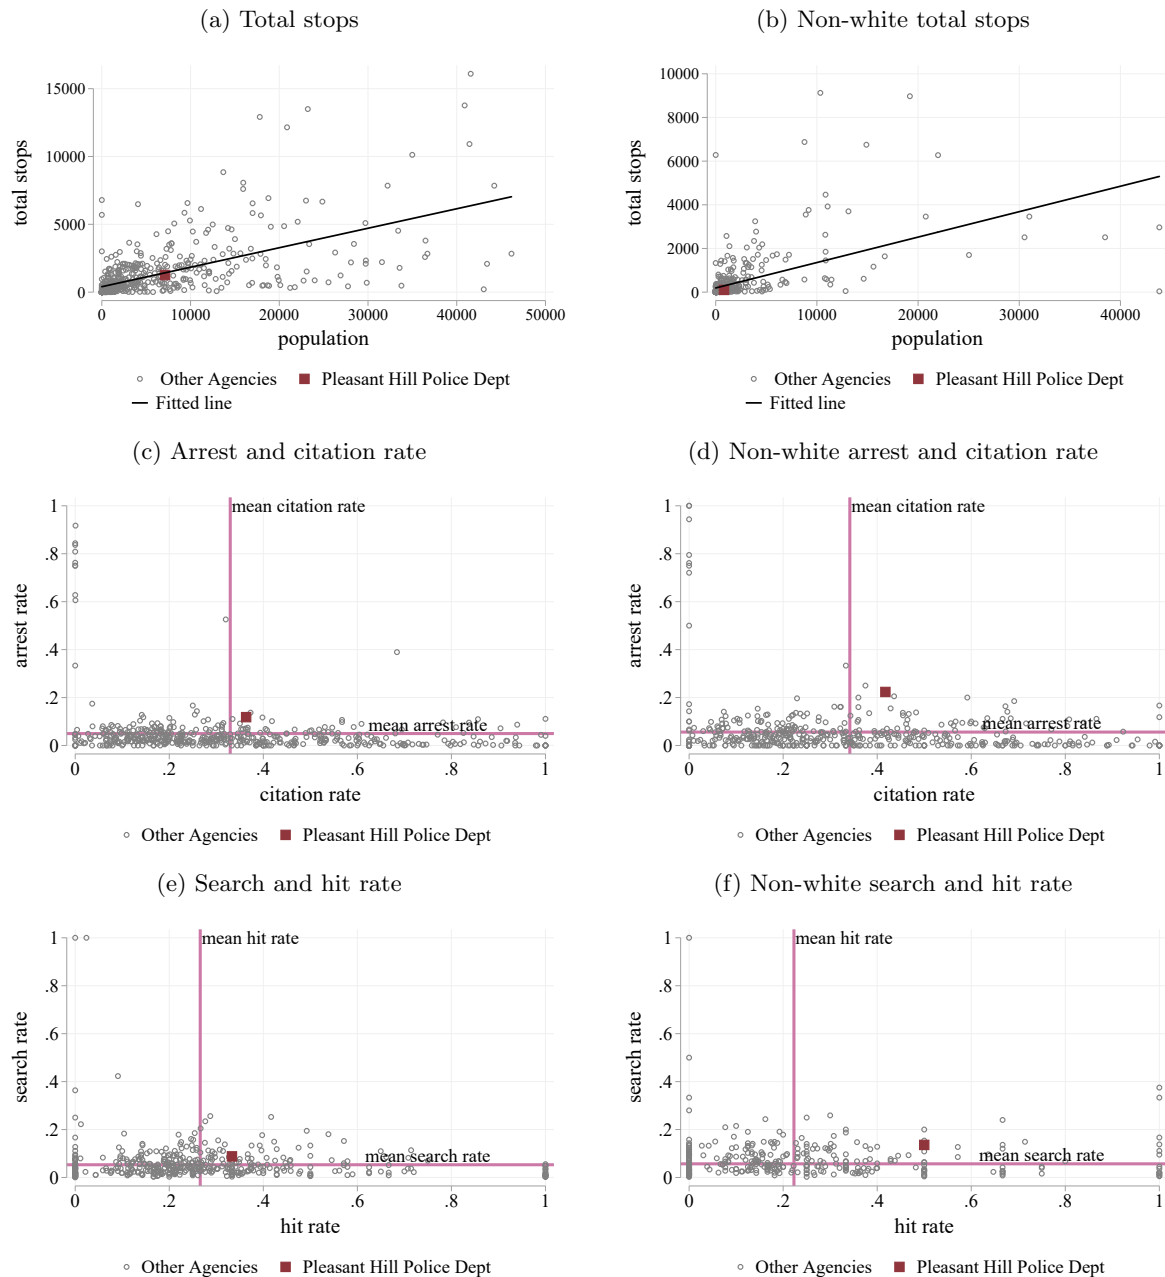 (a) Total stops
total stops
15000
10000
5000
0
0 10000 20000 30000 40000 50000
population
Other Agencies Pleasant Hill Police Dept
Fitted line
(b) Non-white total stops
total stops
10000
8000
6000
4000
2000
0
0 10000 20000 30000 40000
population
Other Agencies Pleasant Hill Police Dept
Fitted line
(c) Arrest and citation rate
arrest rate
1
.8
.6
.4
.2
0
mean citation rate
mean arrest rate
0 .2 .4 .6 .8 1
citation rate
Other Agencies Pleasant Hill Police Dept
(d) Non-white arrest and citation rate
arrest rate
1
.8
.6
.4
.2
0
mean citation rate
mean arrest rate
0 .2 .4 .6 .8 1
citation rate
Other Agencies Pleasant Hill Police Dept
(e) Search and hit rate
search rate
1
.8
.6
.4
.2
0
mean hit rate
mean search rate
0 .2 .4 .6 .8 1
hit rate
Other Agencies Pleasant Hill Police Dept
(f) Non-white search and hit rate
search rate
1
.8
.6
.4
.2
0
mean hit rate
mean search rate
0 .2 .4 .6 .8 1
hit rate
Other Agencies Pleasant Hill Police Dept